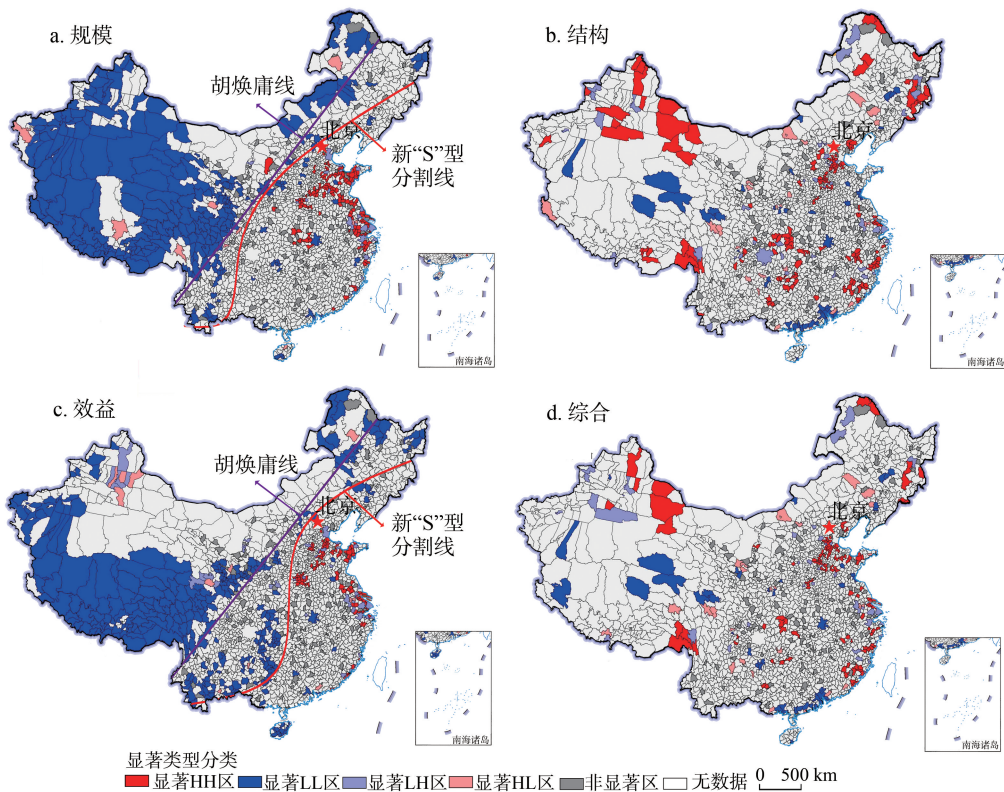 a. 规模
胡焕庸线
北京
新“S”型
分割线
南海诸岛
b. 结构
北京
南海诸岛
c. 效益
胡焕庸线
北京
新“S”型
分割线
南海诸岛
d. 综合
北京
南海诸岛
显著类型分类
显著HH区 显著LL区 显著LH区 显著HL区 非显著区 无数据 0 500 km